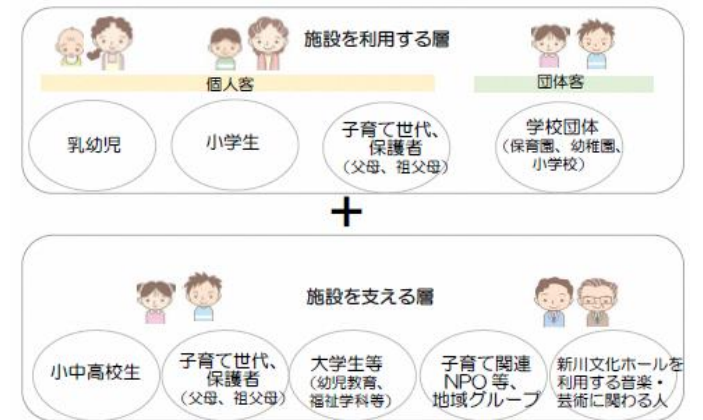 施設を利用する層
個人客
団体客
乳幼児
小学生
子育て世代、
保護者
(父母、祖父母)
学校団体
(保育園、幼稚園、
小学校)
+
施設を支える層
小中高校生
子育て世代、
保護者
(父母、祖父母)
大学生等
(幼児教育、
福祉学科等)
子育て関連
NPO 等、
地域グループ
新川文化ホールを
利用する音楽・
芸術に関わる人